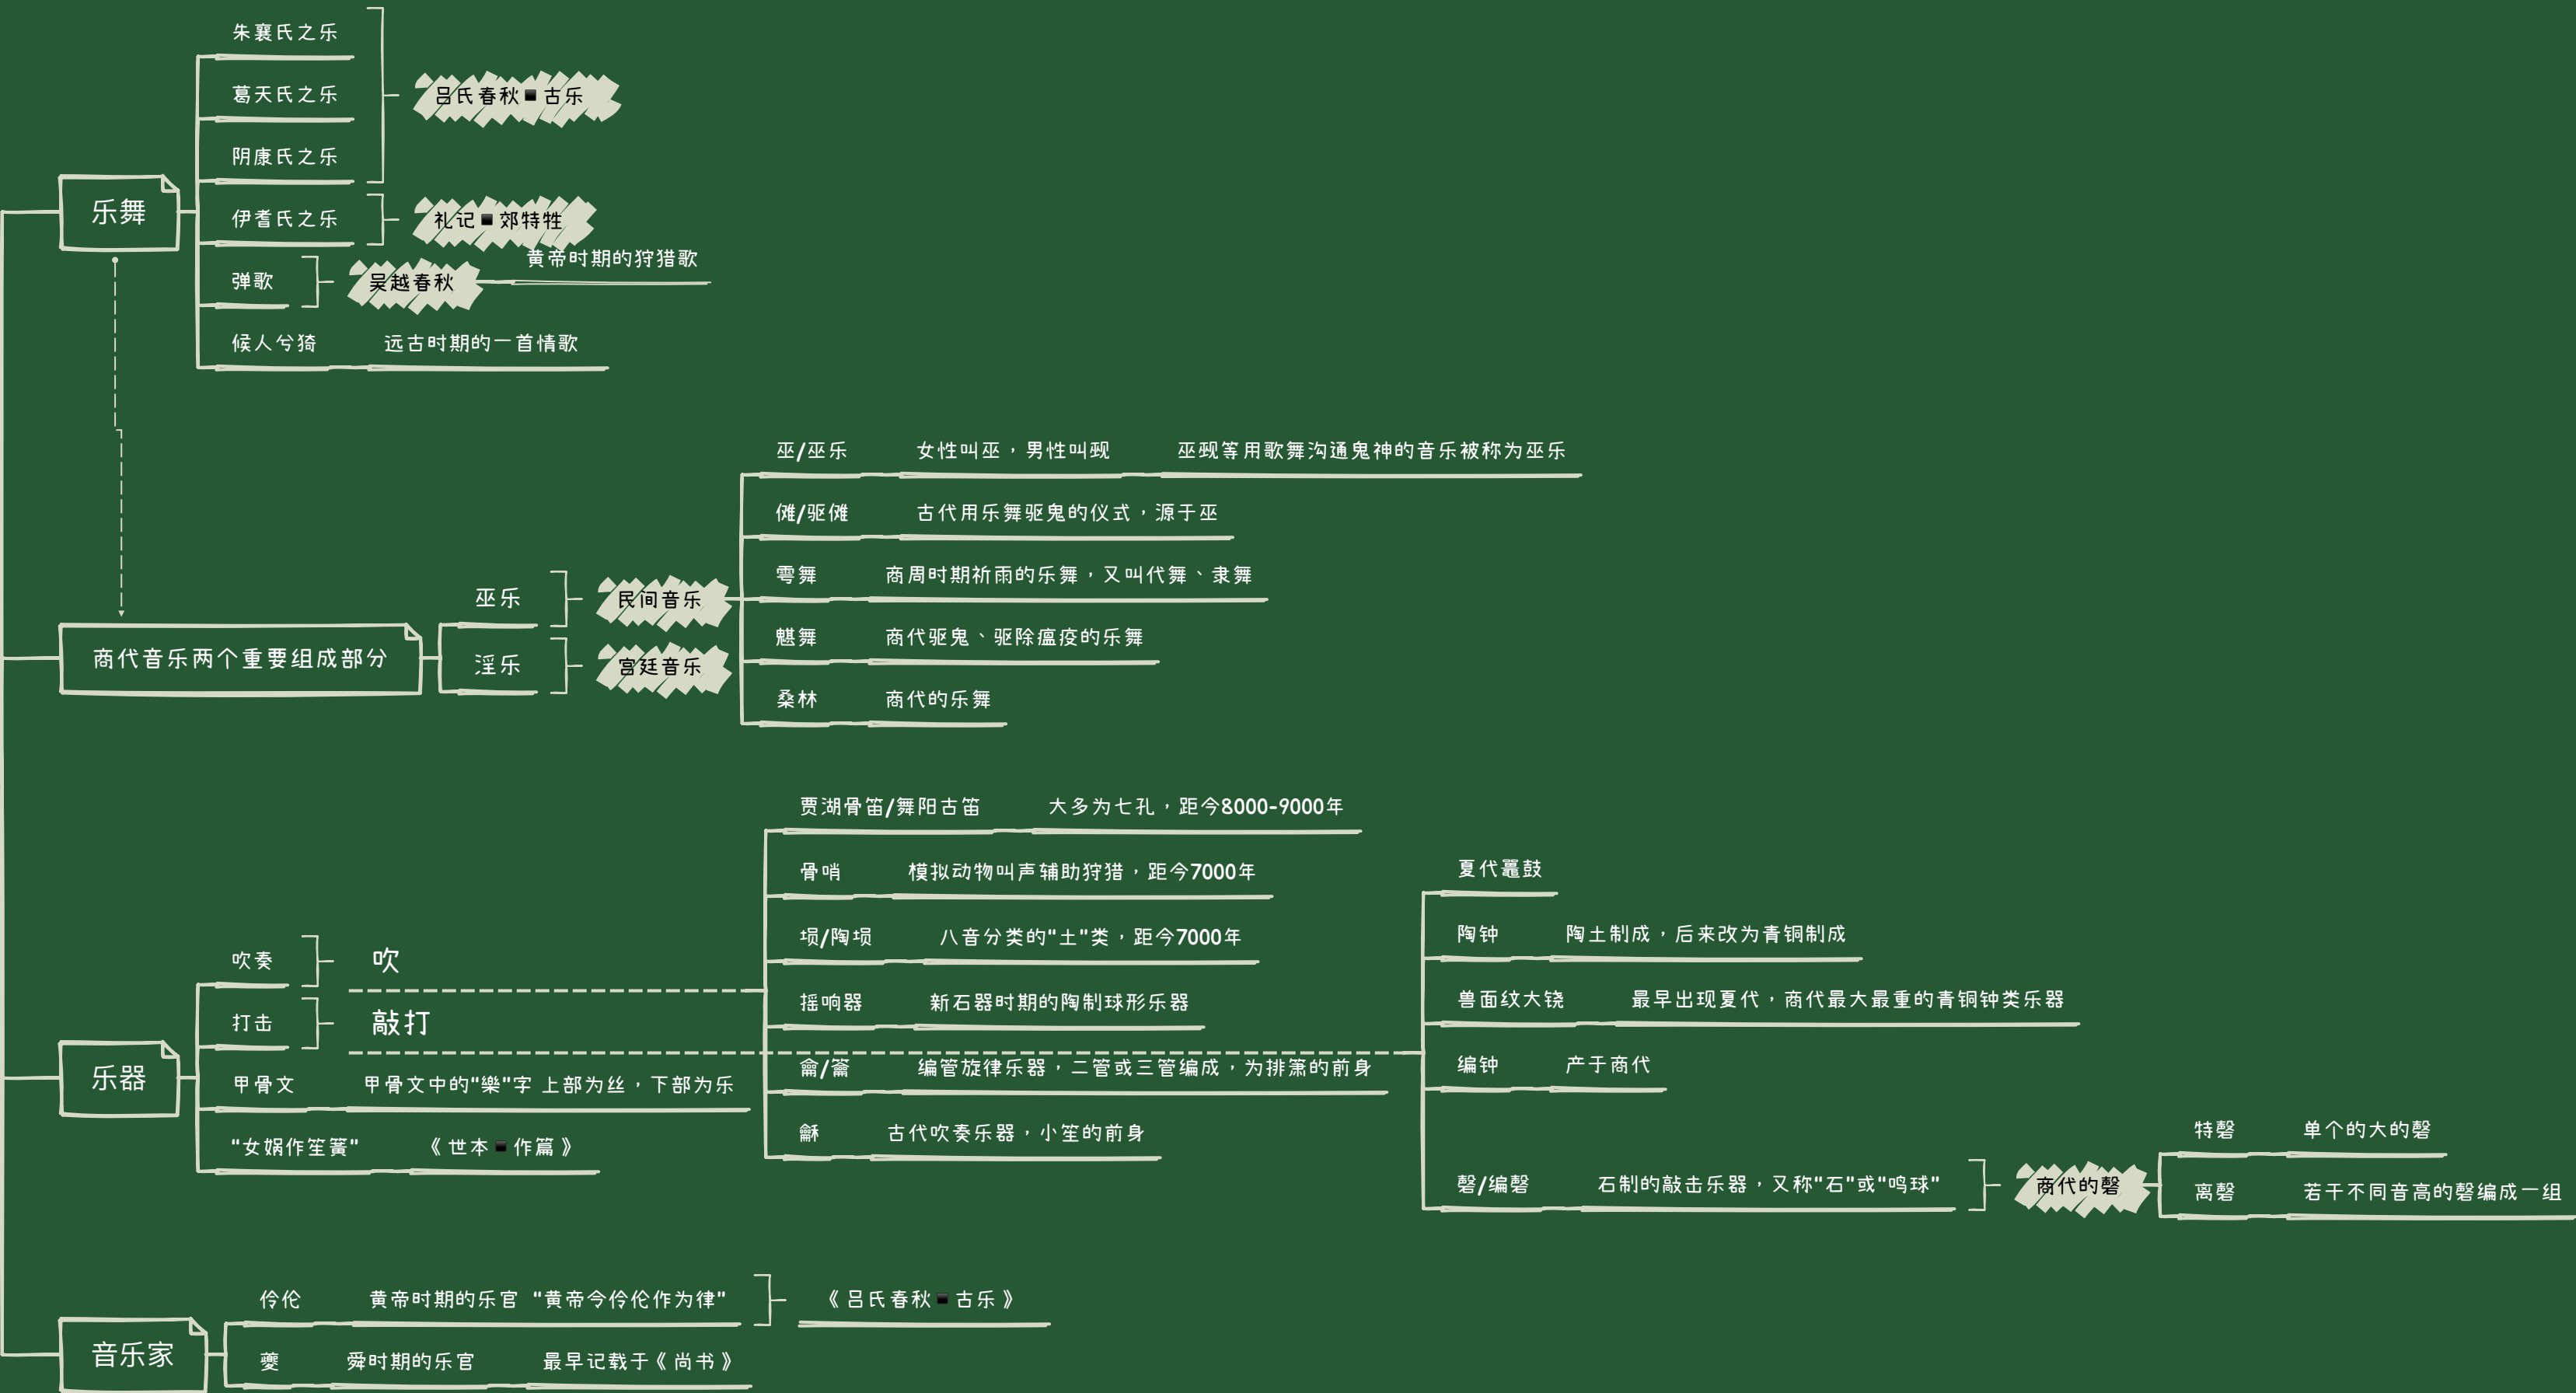 乐舞
朱襄氏之乐
葛天氏之乐
阴康氏之乐
吕氏春秋▪古乐
伊耆氏之乐
礼记▪郊特牲
弹歌
吴越春秋
黄帝时期的狩猎歌
候人兮猗
远古时期的一首情歌
商代音乐两个重要组成部分
巫乐
民间音乐
淫乐
宫廷音乐
巫/巫乐
女性叫巫，男性叫觋
巫觋等用歌舞沟通鬼神的音乐被称为巫乐
傩/驱傩
古代用乐舞驱鬼的仪式，源于巫
雩舞
商周时期祈雨的乐舞，又叫代舞、隶舞
魌舞
商代驱鬼、驱除瘟疫的乐舞
桑林
商代的乐舞
乐器
吹奏
吹
打击
敲打
甲骨文
甲骨文中的"樂"字 上部为丝，下部为乐
"女娲作笙簧"
《世本▪作篇》
贾湖骨笛/舞阳古笛
大多为七孔，距今8000-9000年
骨哨
模拟动物叫声辅助狩猎，距今7000年
埙/陶埙
八音分类的"土"类，距今7000年
摇响器
新石器时期的陶制球形乐器
龠/籥
编管旋律乐器，二管或三管编成，为排箫的前身
龢
古代吹奏乐器，小笙的前身
夏代鼍鼓
陶钟
陶土制成，后来改为青铜制成
兽面纹大铙
最早出现夏代，商代最大最重的青铜钟类乐器
编钟
产于商代
磬/编磬
石制的敲击乐器，又称"石"或"鸣球"
商代的磬
特磬
单个的大的磬
离磬
若干不同音高的磬编成一组
音乐家
伶伦
黄帝时期的乐官 "黄帝令伶伦作为律"
《吕氏春秋▪古乐》
夔
舜时期的乐官
最早记载于《尚书》